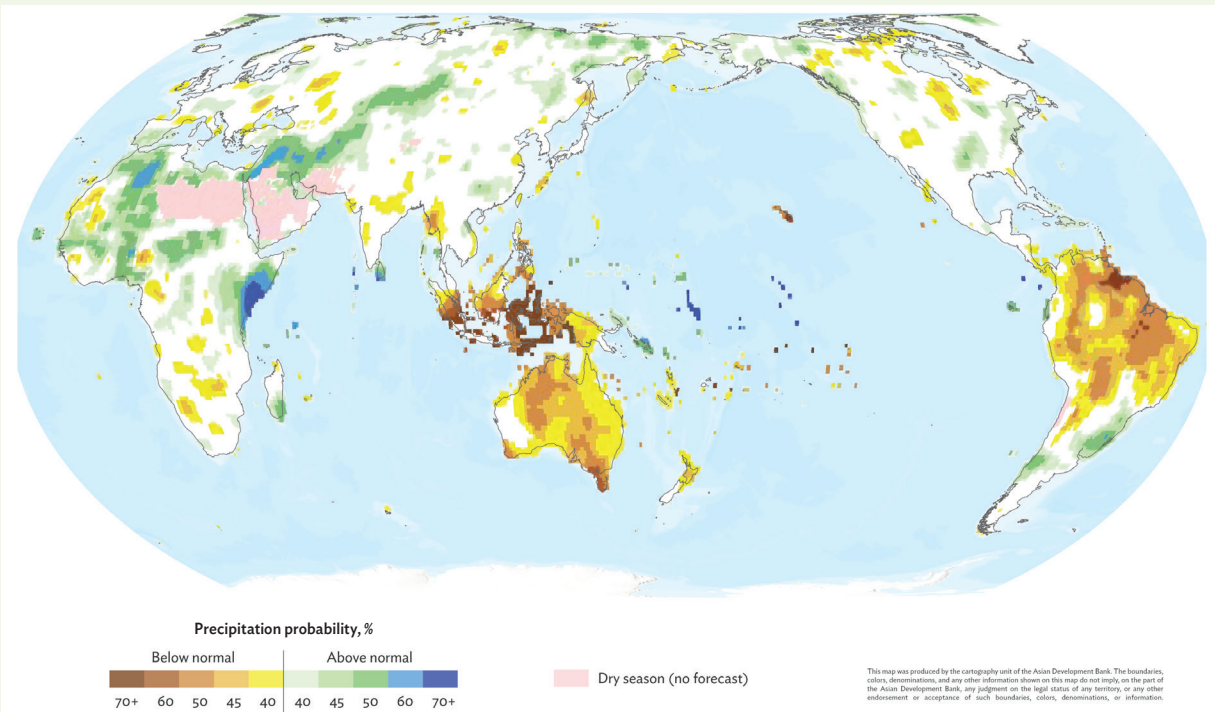 Precipitation probability, %
Below normal
Above normal
70+ 60 50 45 40 40 45 50 60 70+
Dry season (no forecast)
This map was produced by the cartography unit of the Asian Development Bank. The boundaries,
colors, denominations, and any other information shown on this map do not imply, on the part of
the Asian Development Bank, any judgment on the legal status of any territory, or any other
endorsement or acceptance of such boundaries, colors, denominations, or information.